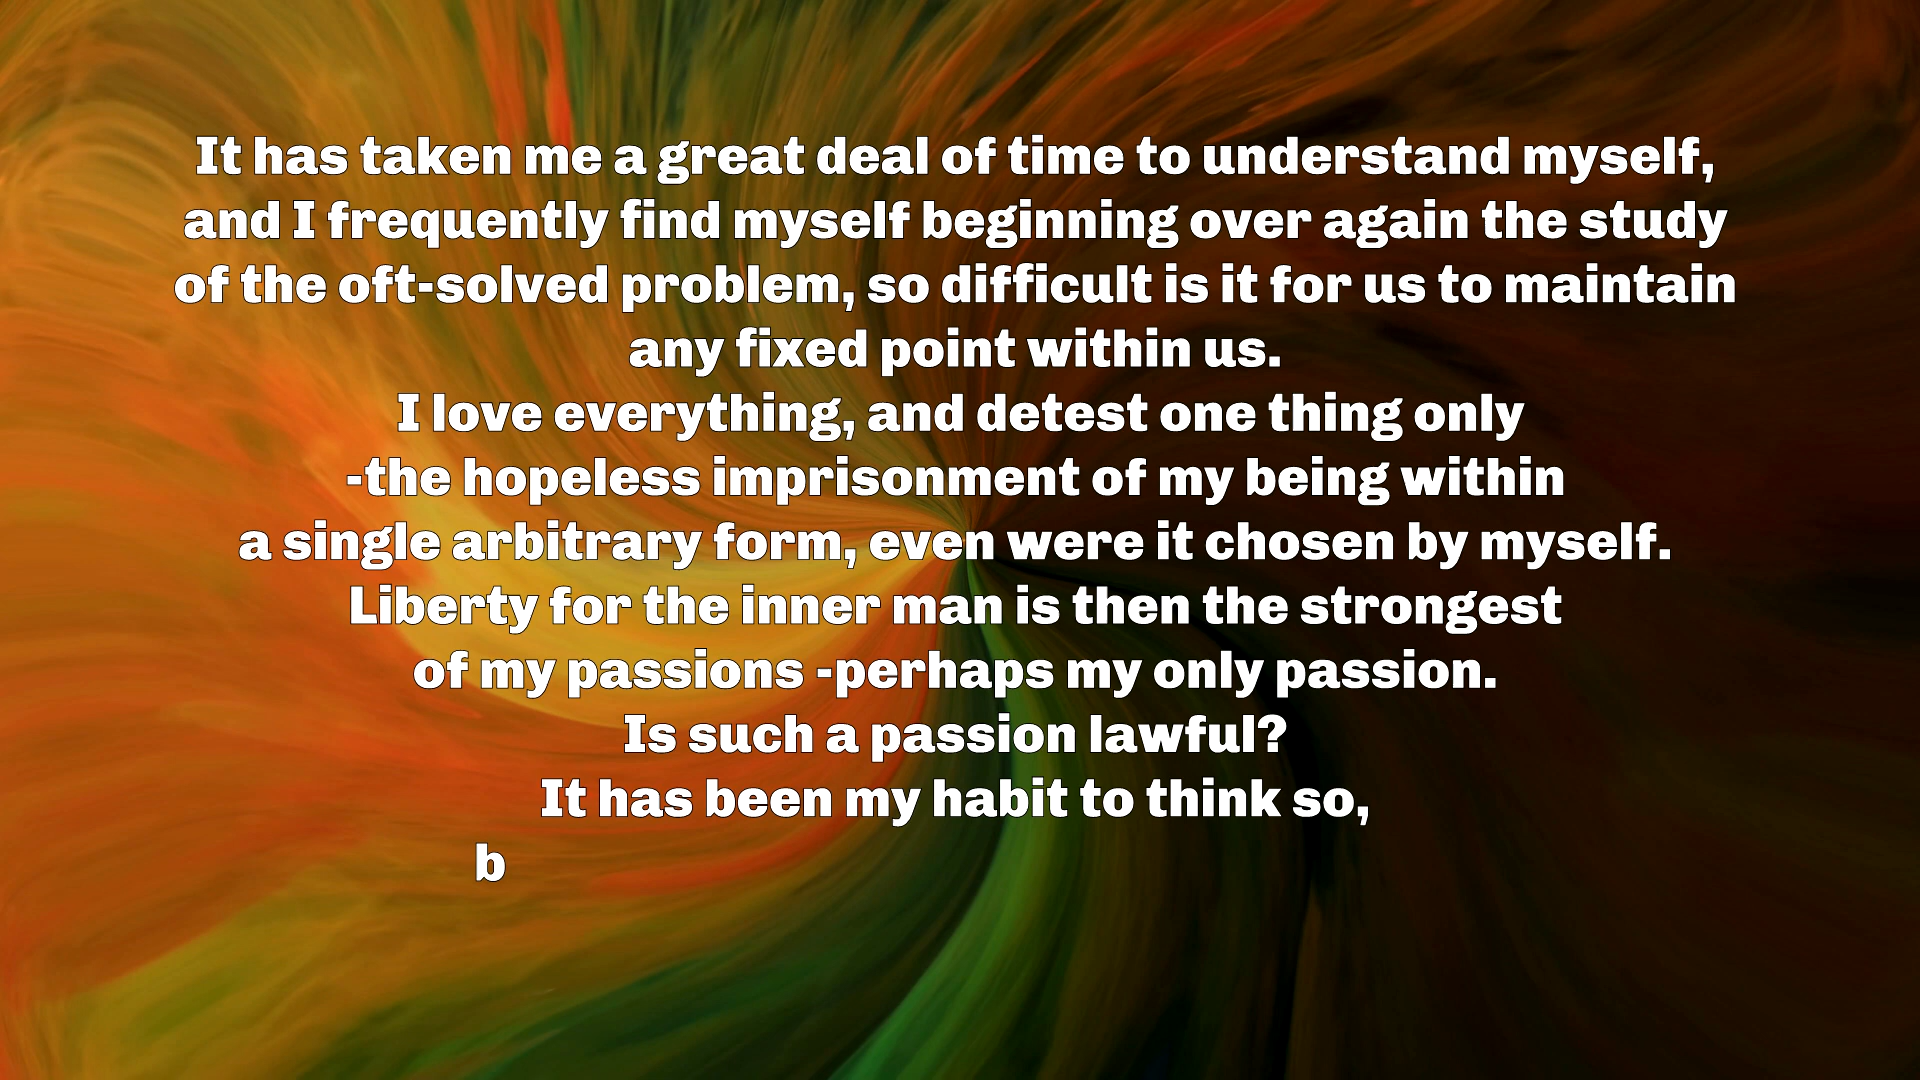 It has taken me a great deal of time to understand myself,
and I frequently find myself beginning over again the study
of the oft-solved problem, so difficult is it for us to maintain
any fixed point within us.
I love everything, and detest one thing only
-the hopeless imprisonment of my being within
a single arbitrary form, even were it chosen by myself.
Liberty for the inner man is then the strongest
of my passions -perhaps my only passion.
Is such a passion lawful?
It has been my habit to think so,
b